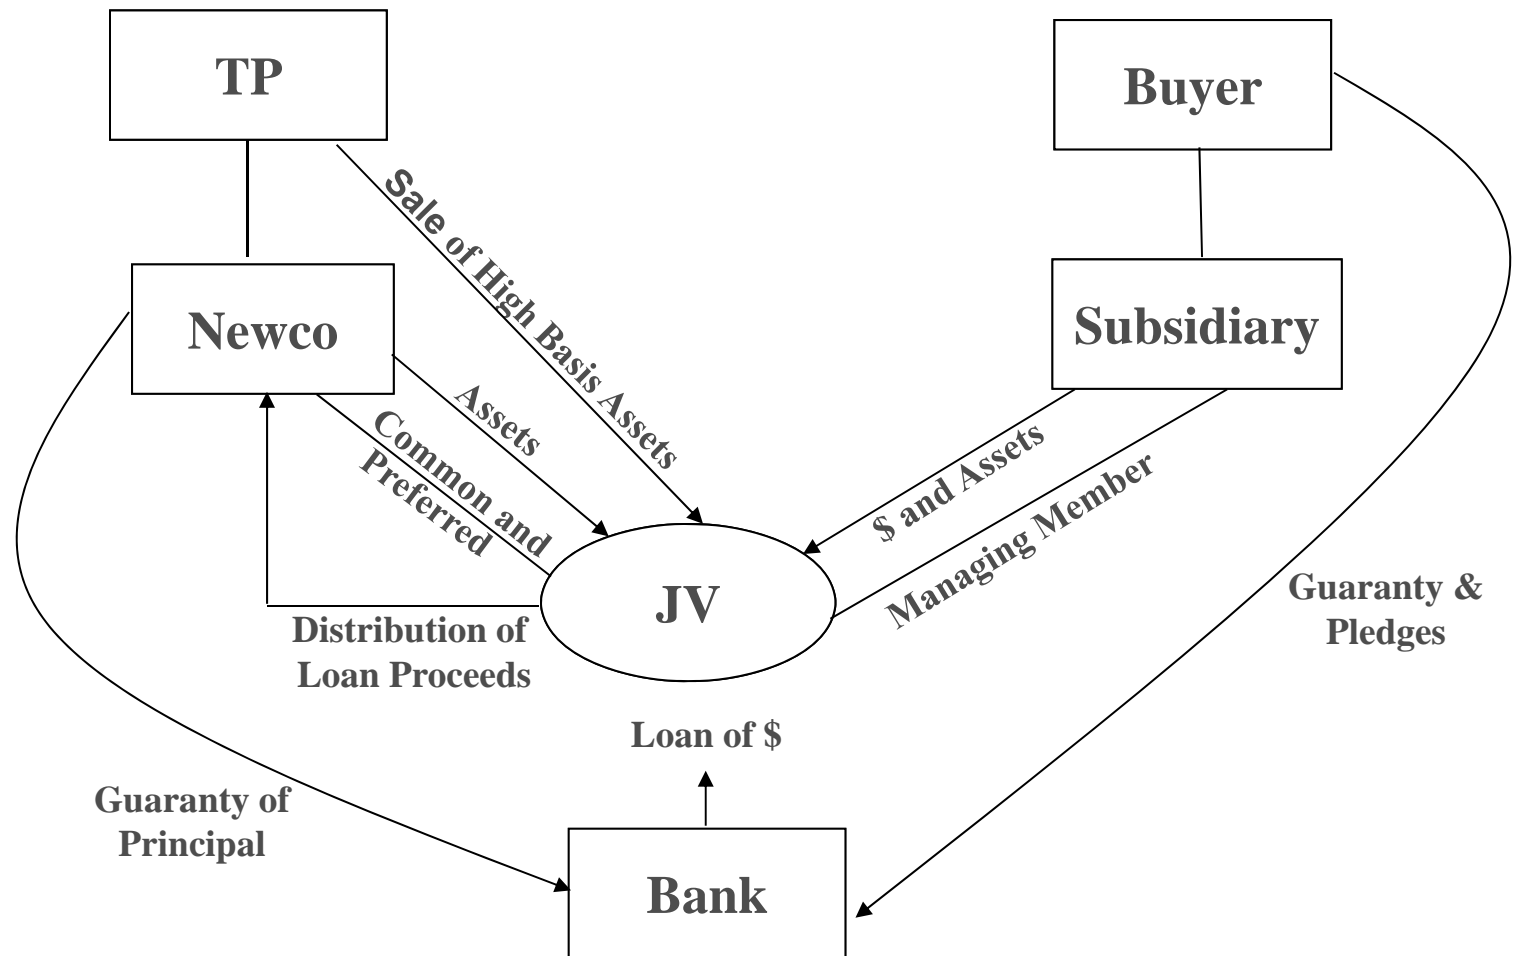 TP
Buyer
Sale of High Basis Assets
Newco
Subsidiary
Assets
Common and
Preferred
$ and Assets
Managing Member
JV
Distribution of
Loan Proceeds
Guaranty &
Pledges
Loan of $
Guaranty of
Principal
Bank